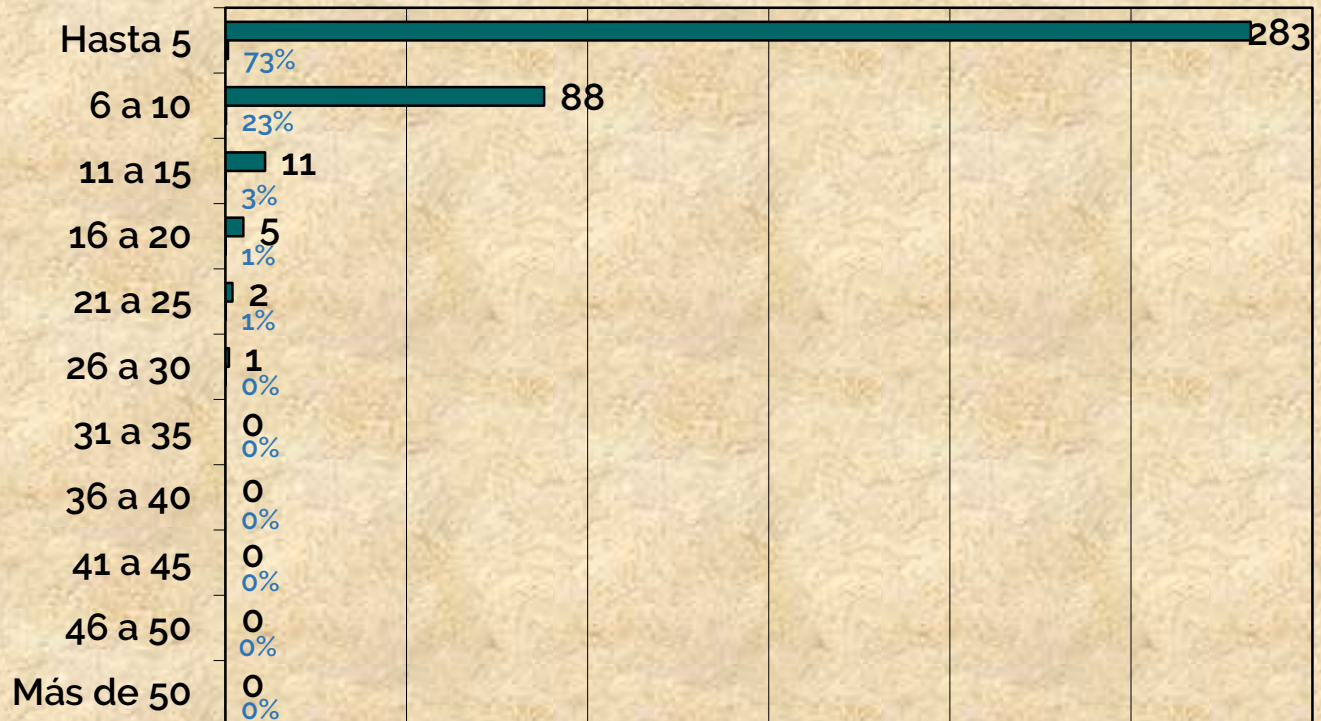 Hasta 5 283
73%
6 a 10 88
23%
11 a 15 11
3%
16 a 20 5
1%
21 a 25 2
1%
26 a 30 1
0%
31 a 35 0
0%
36 a 40 0
0%
41 a 45 0
0%
46 a 50 0
0%
Más de 50 0
0%